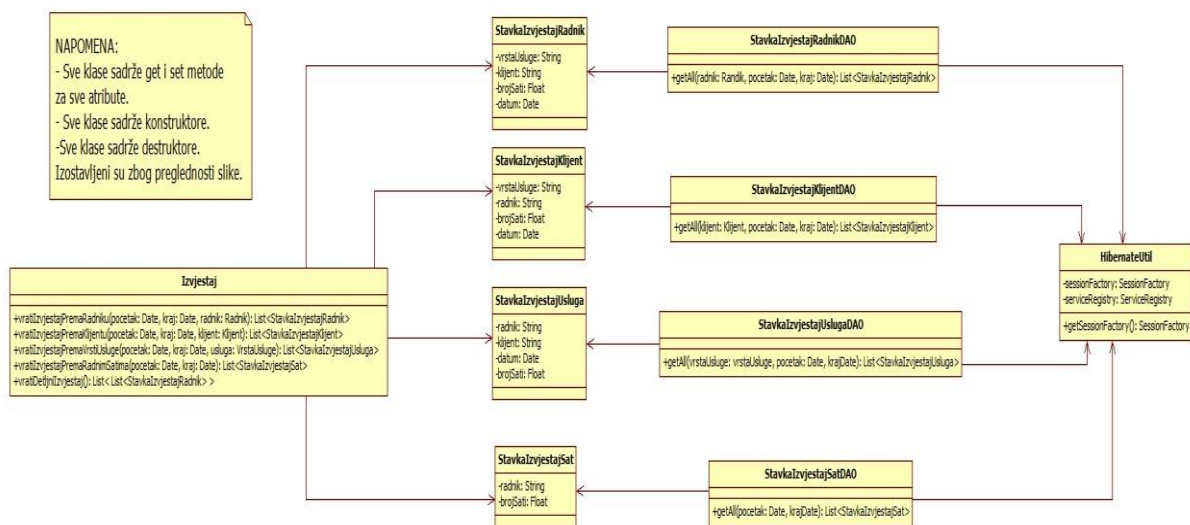 NAPOMENA:
- Sve klase sadrže get i set metode
za sve atribute.
- Sve klase sadrže konstruktore.
-Sve klase sadrže destruktore.
Izostavljeni su zbog preglednosti slike.
StavkaIzvjestajRadnik
-vrstaUsluge: String
-klijent: String
-brojSati: Float
-datum: Date
StavkaIzvjestajRadnikDAO
+getAll(radnik: Randik, pocetak: Date, kraj: Date): List<StavkaIzvjestajRadnik>
StavkaIzvjestajKlijent
-vrstaUsluge: String
-radnik: String
-brojSati: Float
-datum: Date
StavkaIzvjestajKlijentDAO
+getAll(klijent: Klijent, pocetak: Date, kraj: Date): List<StavkaIzvjestajKlijent>
HibernateUtil
-sessionFactory: SessionFactory
-serviceRegistry: ServiceRegistry
+getSessionFactory(): SessionFactory
Izvjestaj
+vratiIzvjestajPremaRadniku(pocetak: Date, kraj: Date, radnik: Radnik): List<StavkaIzvjestajRadnik>
+vratiIzvjestajPremaKlijentu(pocetak: Date, kraj: Date, klijent: Klijent): List<StavkaIzvjestajKlijent>
+vratiIzvjestajPremaVrstiUsluge(pocetak: Date, kraj: Date, usluga: VrstaUsluge): List<StavkaIzvjestajUsluga>
+vratiIzvjestajPremaRadnimSatima(pocetak: Date, kraj: Date): List<StavkaIzvjestajSat>
+vratiDetljniIzvjestaj(): List< List<StavkaIzvjestajRadnik> >
StavkaIzvjestajUsluga
-radnik: String
-klijent: String
-datum: Date
-brojSati: Float
StavkaIzvjestajUslugaDAO
+getAll(vrstaUsluge: vrstaUsluge, pocetak: Date, krajDate): List<StavkaIzvjestajUsluga>
StavkaIzvjestajSat
-radnik: String
-brojSati: Float
StavkaIzvjestajSatDAO
+getAll(pocetak: Date, krajDate): List<StavkaIzvjestajSat>